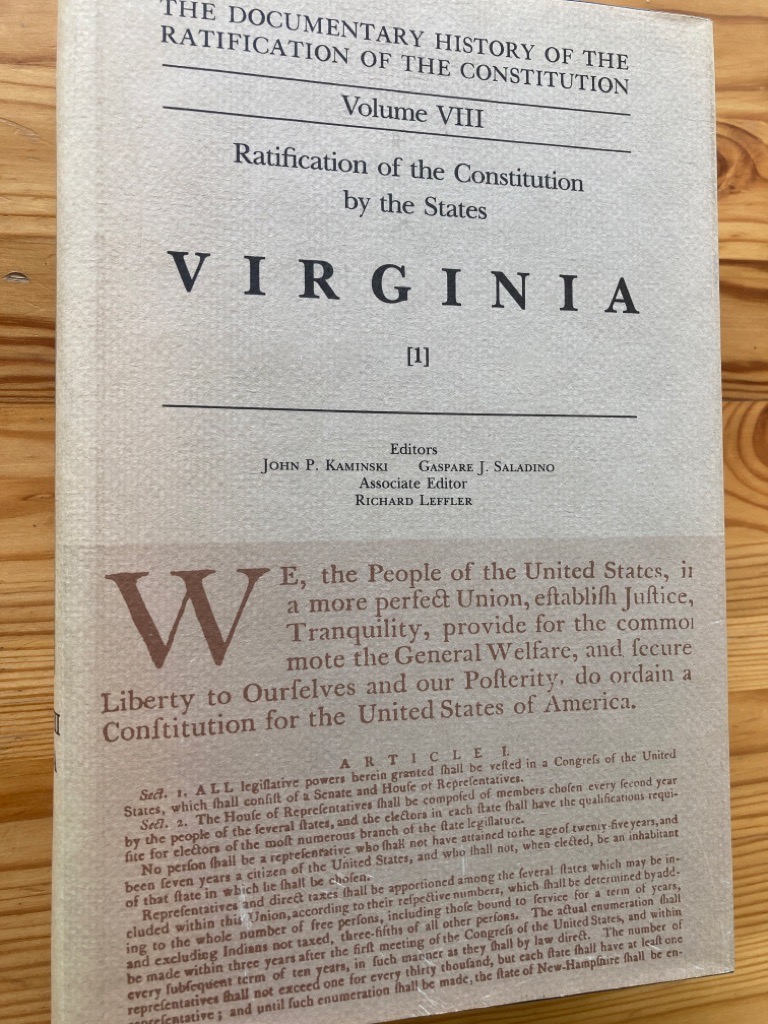 THE DOCUMENTARY HISTORY OF THE
RATIFICATION OF THE CONSTITUTION
Volume VIII
Ratification of the Constitution
by the States
VIRGINIA
[1]
Editors
JOHN P. KAMINSKI GASPARE J. SALADINO
Associate Editor
RICHARD LEFFLER
WE, the People of the United States, in
a more perfect Union, eſtabliſh Juſtice,
Tranquility, provide for the common
mote the General Welfare, and ſecure
Liberty to Ourſelves and our Poſterity, do ordain a
Conſtitution for the United States of America.
ARTICLE I.
Sect. 1. ALL legiſlative powers herein granted ſhall be veſted in a Congreſs of the United
States, which ſhall conſiſt of a Senate and Houſe of Repreſentatives.
Sect. 2. The Houſe of Repreſentatives ſhall be compoſed of members choſen every ſecond year
by the people of the ſeveral ſtates, and the electors in each ſtate ſhall have the qualifications requi-
ſite for electors of the moſt numerous branch of the ſtate legiſlature.
No perſon ſhall be a repreſentative who ſhall not have attained to the age of twenty-five years, and
been ſeven years a citizen of the United States, and who ſhall not, when elected, be an inhabitant
of that ſtate in which he ſhall be choſen.
Repreſentatives and direct taxes ſhall be apportioned among the ſeveral ſtates which may be in-
cluded within this Union, according to their reſpective numbers, which ſhall be determined by add-
ing to the whole number of free perſons, including thoſe bound to ſervice for a term of years,
and excluding Indians not taxed, three-fifths of all other perſons. The actual enumeration ſhall
be made within three years after the firſt meeting of the Congreſs of the United States, and within
every ſubſequent term of ten years, in ſuch manner as they ſhall by law direct. The number of
repreſentatives ſhall not exceed one for every thirty thouſand, but each ſtate ſhall have at leaſt one
repreſentative; and until ſuch enumeration ſhall be made, the ſtate of New-Hampſhire ſhall be en-